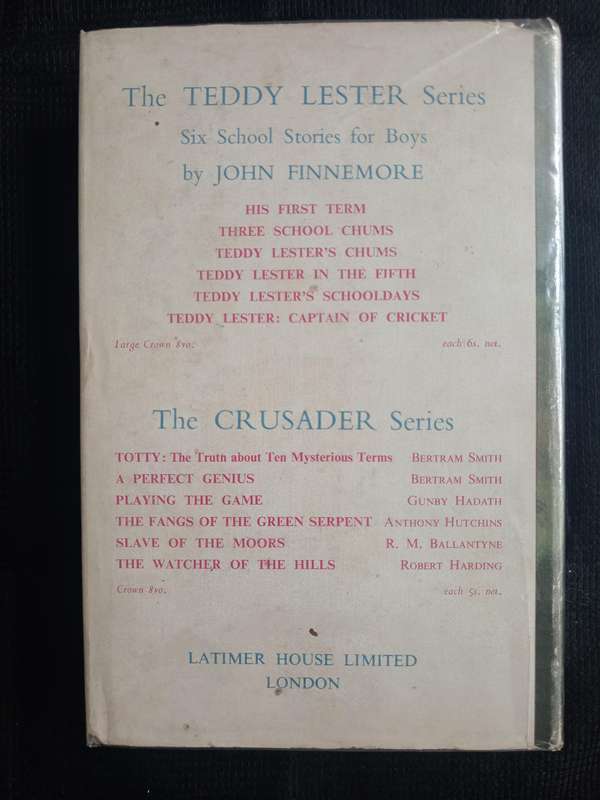 The TEDDY LESTER Series
Six School Stories for Boys
by JOHN FINNEMORE
HIS FIRST TERM
THREE SCHOOL CHUMS
TEDDY LESTER'S CHUMS
TEDDY LESTER IN THE FIFTH
TEDDY LESTER'S SCHOOLDAYS
TEDDY LESTER: CAPTAIN OF CRICKET
Large Crown 8vo. each 6s. net.
The CRUSADER Series
TOTTY: The Truth about Ten Mysterious Terms BERTRAM SMITH
A PERFECT GENIUS BERTRAM SMITH
PLAYING THE GAME GUNBY HADATH
THE FANGS OF THE GREEN SERPENT ANTHONY HUTCHINS
SLAVE OF THE MOORS R. M. BALLANTYNE
THE WATCHER OF THE HILLS ROBERT HARDING
Crown 8vo. each 5s. net.
LATIMER HOUSE LIMITED
LONDON